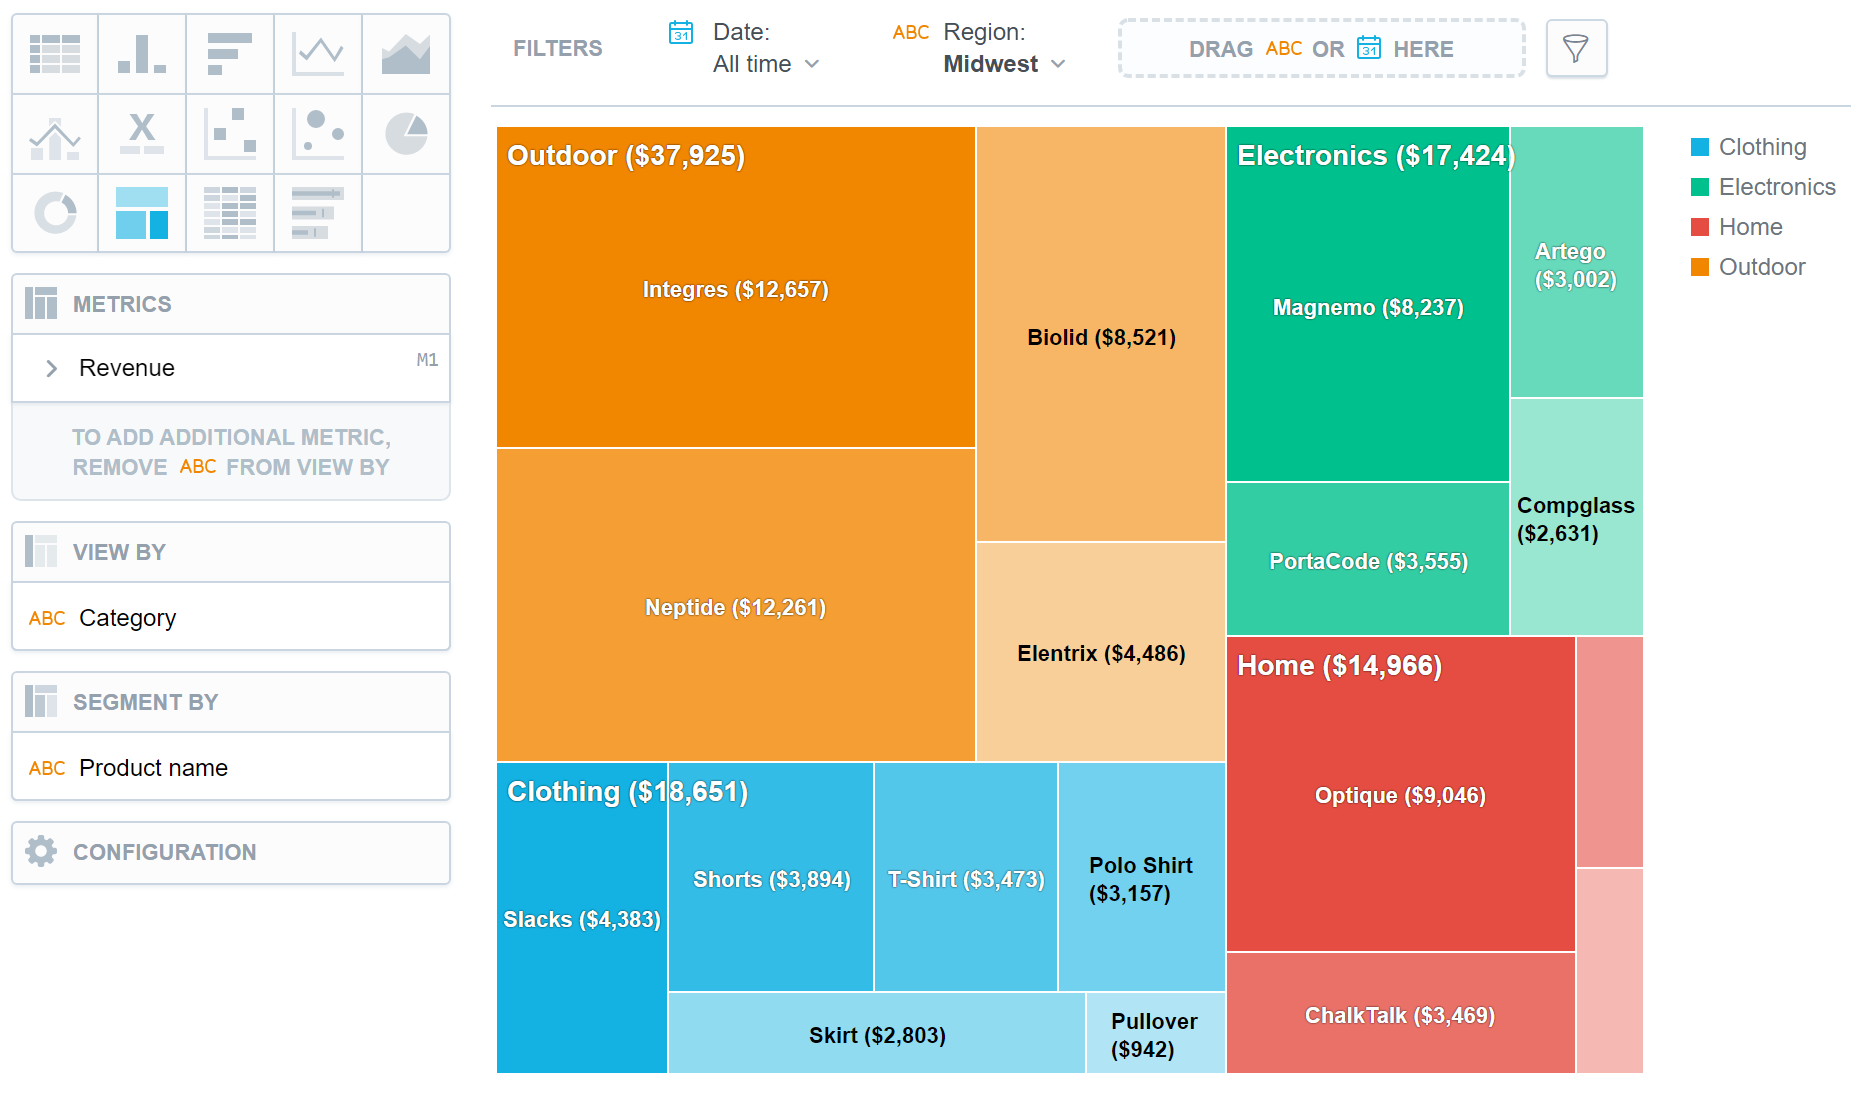 FILTERS
31
Date:
All time
ABC
Region:
Midwest
DRAG ABC OR 31 HERE
X
METRICS
Revenue
M1
TO ADD ADDITIONAL METRIC,
REMOVE ABC FROM VIEW BY
VIEW BY
ABC Category
SEGMENT BY
ABC Product name
CONFIGURATION
Outdoor ($37,925)
Integres ($12,657)
Biolid ($8,521)
Neptide ($12,261)
Elentrix ($4,486)
Electronics ($17,424)
Magnemo ($8,237)
Artego
($3,002)
PortaCode ($3,555)
Compglass
($2,631)
Clothing ($18,651)
Slacks ($4,383)
Shorts ($3,894)
T-Shirt ($3,473)
Polo Shirt
($3,157)
Skirt ($2,803)
Pullover
($942)
Home ($14,966)
Optique ($9,046)
ChalkTalk ($3,469)
Clothing
Electronics
Home
Outdoor